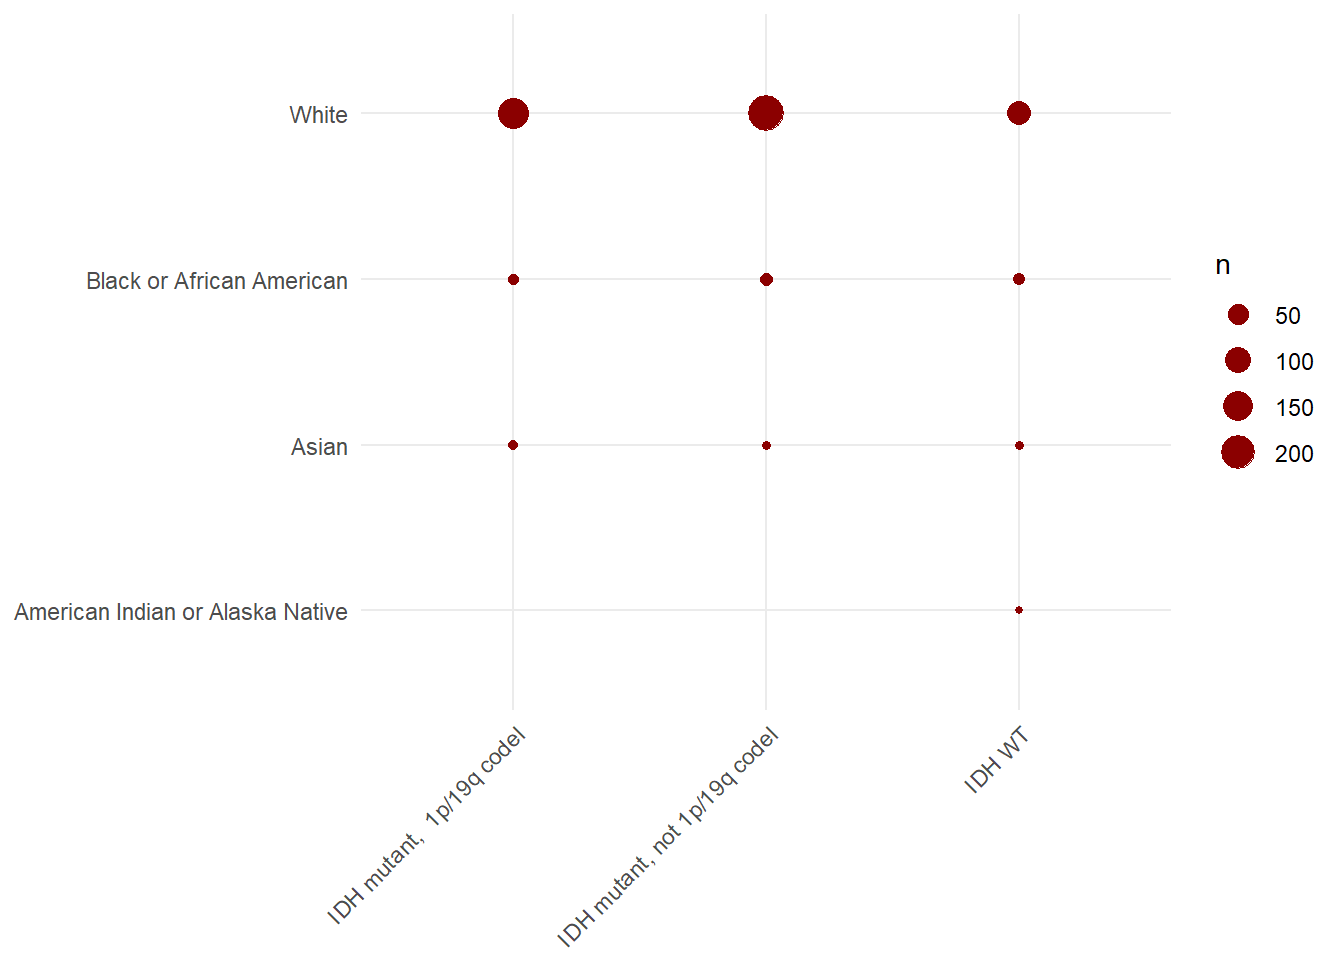 White
Black or African American
Asian
American Indian or Alaska Native
IDH mutant,  1p/19q codel
IDH mutant, not 1p/19q codel
IDH WT
n
50
100
150
200